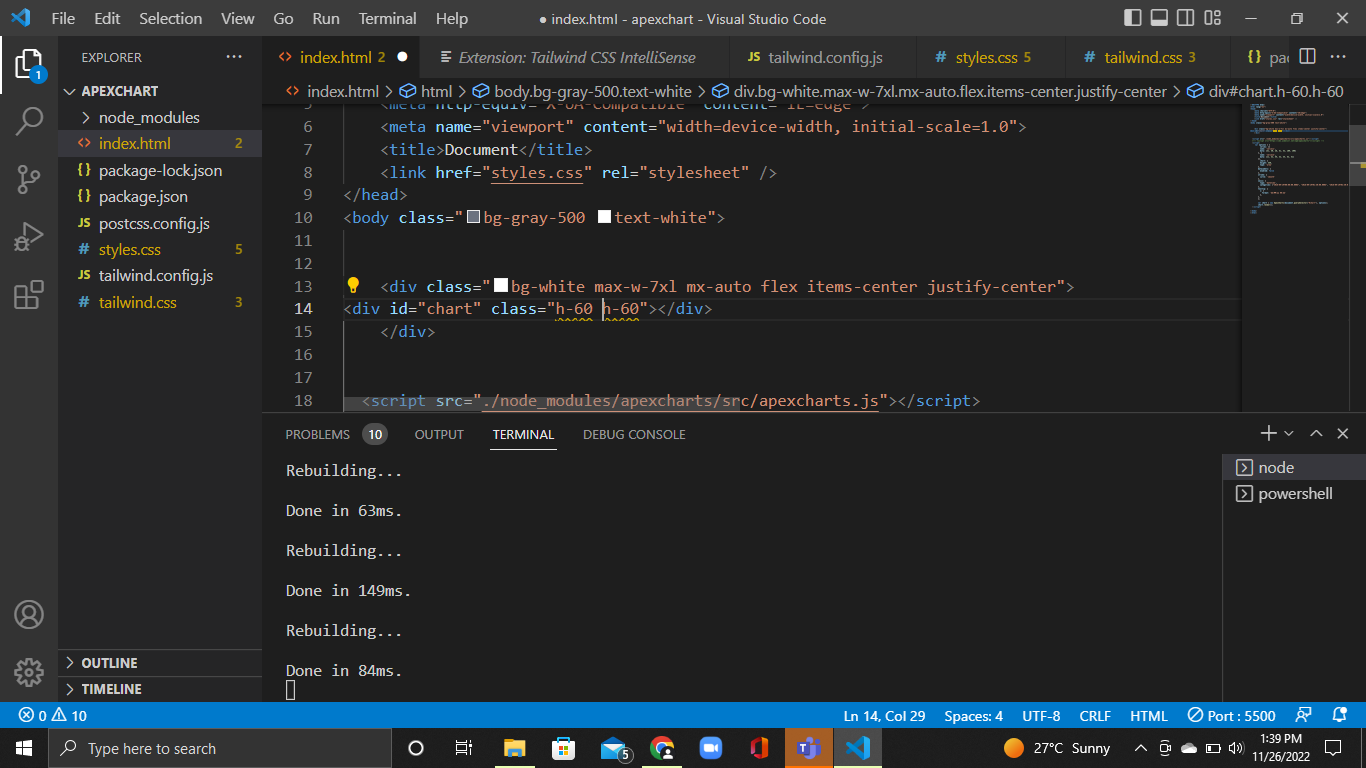 File Edit Selection View Go Run Terminal Help ● index.html - apexchart - Visual Studio Code
EXPLORER ···
<> index.html 2 ● Extension: Tailwind CSS IntelliSense JS tailwind.config.js # styles.css 5 # tailwind.css 3 {} pac ···
<> index.html > html > body.bg-gray-500.text-white > div.bg-white.max-w-7xl.mx-auto.flex.items-center.justify-center > div#chart.h-60.h-60
APEXCHART
node_modules
<> index.html 2
{} package-lock.json
{} package.json
JS postcss.config.js
# styles.css 5
JS tailwind.config.js
# tailwind.css 3
OUTLINE
TIMELINE
1
5 <meta http-equiv="X-UA-Compatible" content="IE=edge">
6 <meta name="viewport" content="width=device-width, initial-scale=1.0">
7 <title>Document</title>
8 <link href="styles.css" rel="stylesheet" />
9 </head>
10 <body class="bg-gray-500 text-white">
11
12
13 <div class="bg-white max-w-7xl mx-auto flex items-center justify-center">
14 <div id="chart" class="h-60 h-60"></div>
15 </div>
16
17
18 <script src="./node_modules/apexcharts/src/apexcharts.js"></script>
PROBLEMS 10 OUTPUT TERMINAL DEBUG CONSOLE
Rebuilding...
Done in 63ms.
Rebuilding...
Done in 149ms.
Rebuilding...
Done in 84ms.
node
powershell
0 10 Ln 14, Col 29 Spaces: 4 UTF-8 CRLF HTML Port : 5500
Type here to search 5 27°C Sunny 1:39 PM
11/26/2022